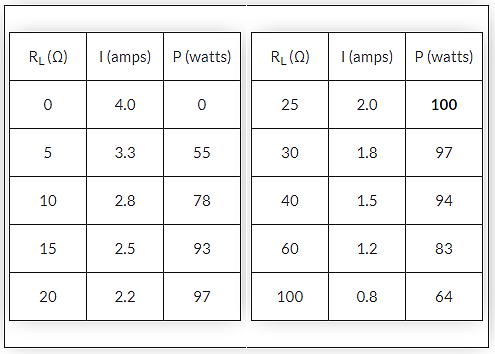 R_L (Ω) I (amps) P (watts) R_L (Ω) I (amps) P (watts)
0 4.0 0 25 2.0 100
5 3.3 55 30 1.8 97
10 2.8 78 40 1.5 94
15 2.5 93 60 1.2 83
20 2.2 97 100 0.8 64